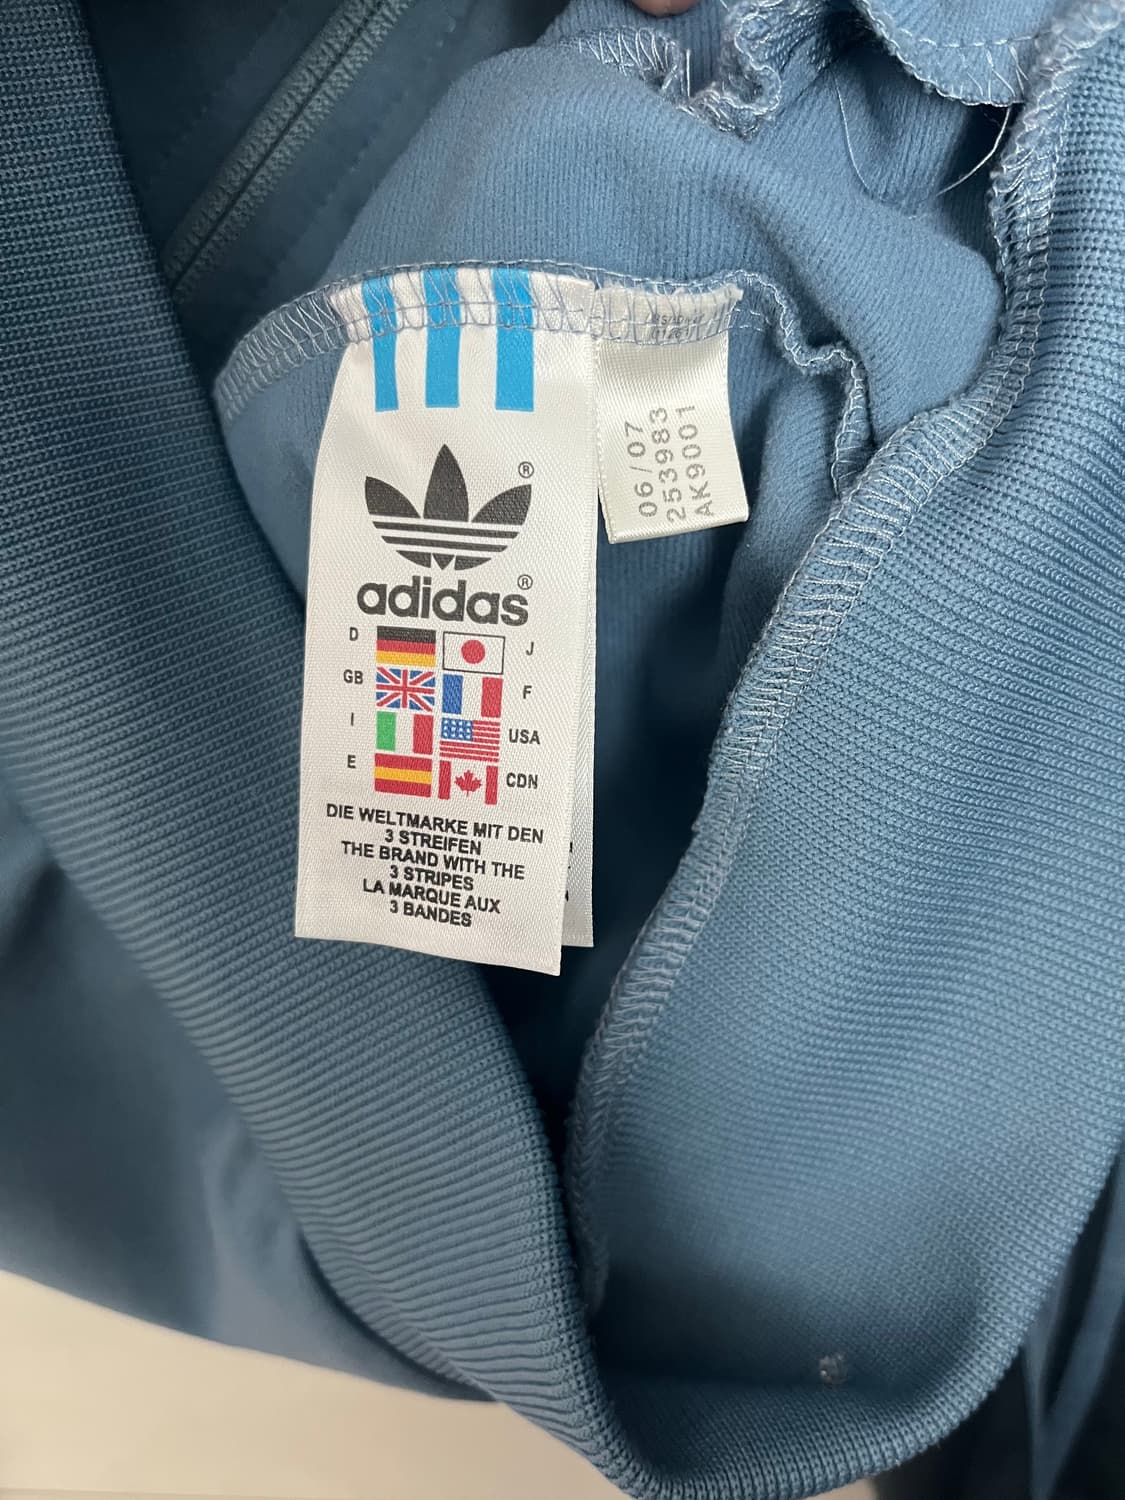 ®
adidas®
D J
GB F
I USA
E CDN
DIE WELTMARKE MIT DEN
3 STREIFEN
THE BRAND WITH THE
3 STRIPES
LA MARQUE AUX
3 BANDES
06/07
253983
AK9001